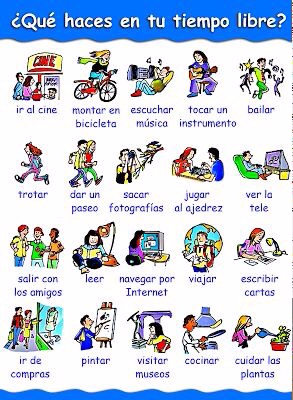 ¿Qué haces en tu tiempo libre?
CINE
ir al cine
montar en
bicicleta
escuchar
música
tocar un
instrumento
bailar
trotar
dar un
paseo
sacar
fotografías
jugar
al ajedrez
ver la
tele
salir con
los amigos
leer
navegar por
Internet
viajar
escribir
cartas
ir de
compras
pintar
visitar
museos
cocinar
cuidar las
plantas